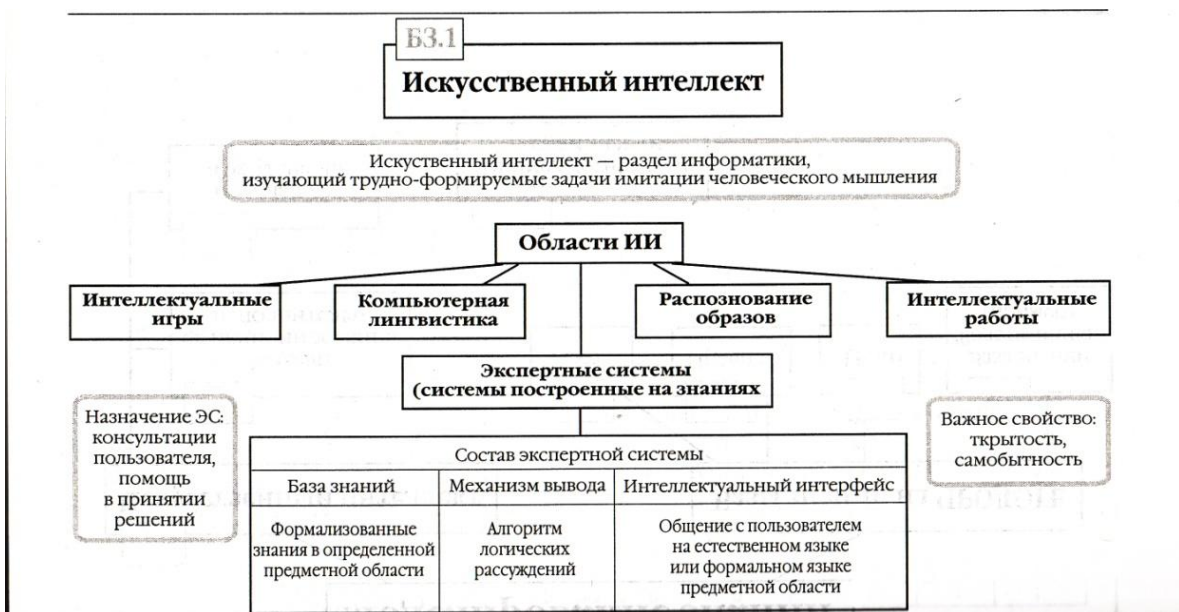 Б3.1
Искусственный интеллект
Искуственный интеллект — раздел информатики,
изучающий трудно-формируемые задачи имитации человеческого мышления
Области ИИ
Интеллектуальные
игры
Компьютерная
лингвистика
Распознование
образов
Интеллектуальные
работы
Экспертные системы
(системы построенные на знаниях
Назначение ЭС:
консультации
пользователя,
помощь
в принятии
решений
Важное свойство:
ткрытость,
самобытность
Состав экспертной системы
База знаний
Механизм вывода
Интеллектуальный интерфейс
Формализованные
знания в определенной
предметной области
Алгоритм
логических
рассуждений
Общение с пользователем
на естественном языке
или формальном языке
предметной области